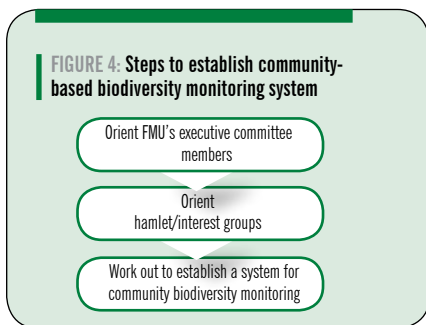 FIGURE 4: Steps to establish community-
based biodiversity monitoring system
Orient FMU's executive committee
members
Orient
hamlet/interest groups
Work out to establish a system for
community biodiversity monitoring